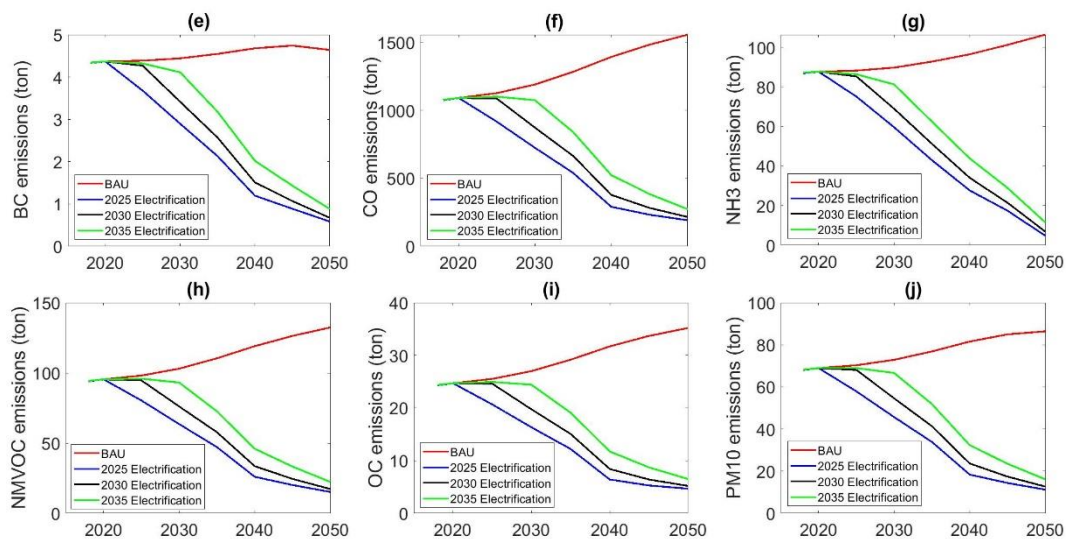 (e)
BC emissions (ton)
5
4
3
2
1
0
BAU
2025 Electrification
2030 Electrification
2035 Electrification
2020 2030 2040 2050
(f)
CO emissions (ton)
1500
1000
500
0
BAU
2025 Electrification
2030 Electrification
2035 Electrification
2020 2030 2040 2050
(g)
NH3 emissions (ton)
100
80
60
40
20
0
BAU
2025 Electrification
2030 Electrification
2035 Electrification
2020 2030 2040 2050
(h)
NMVOC emissions (ton)
150
100
50
0
BAU
2025 Electrification
2030 Electrification
2035 Electrification
2020 2030 2040 2050
(i)
OC emissions (ton)
40
30
20
10
0
BAU
2025 Electrification
2030 Electrification
2035 Electrification
2020 2030 2040 2050
(j)
PM10 emissions (ton)
100
80
60
40
20
0
BAU
2025 Electrification
2030 Electrification
2035 Electrification
2020 2030 2040 2050